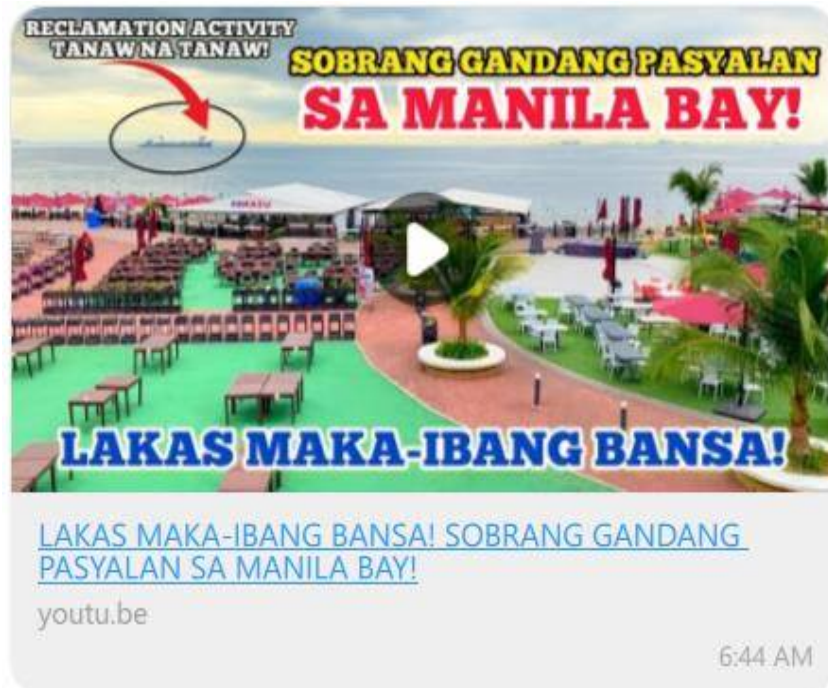 RECLAMATION ACTIVITY
TANAW NA TANAW!
SOBRANG GANDANG PASYALAN
SA MANILA BAY!
LAKAS MAKA-IBANG BANSA!
LAKAS MAKA-IBANG BANSA! SOBRANG GANDANG
PASYALAN SA MANILA BAY!
youtu.be
6:44 AM